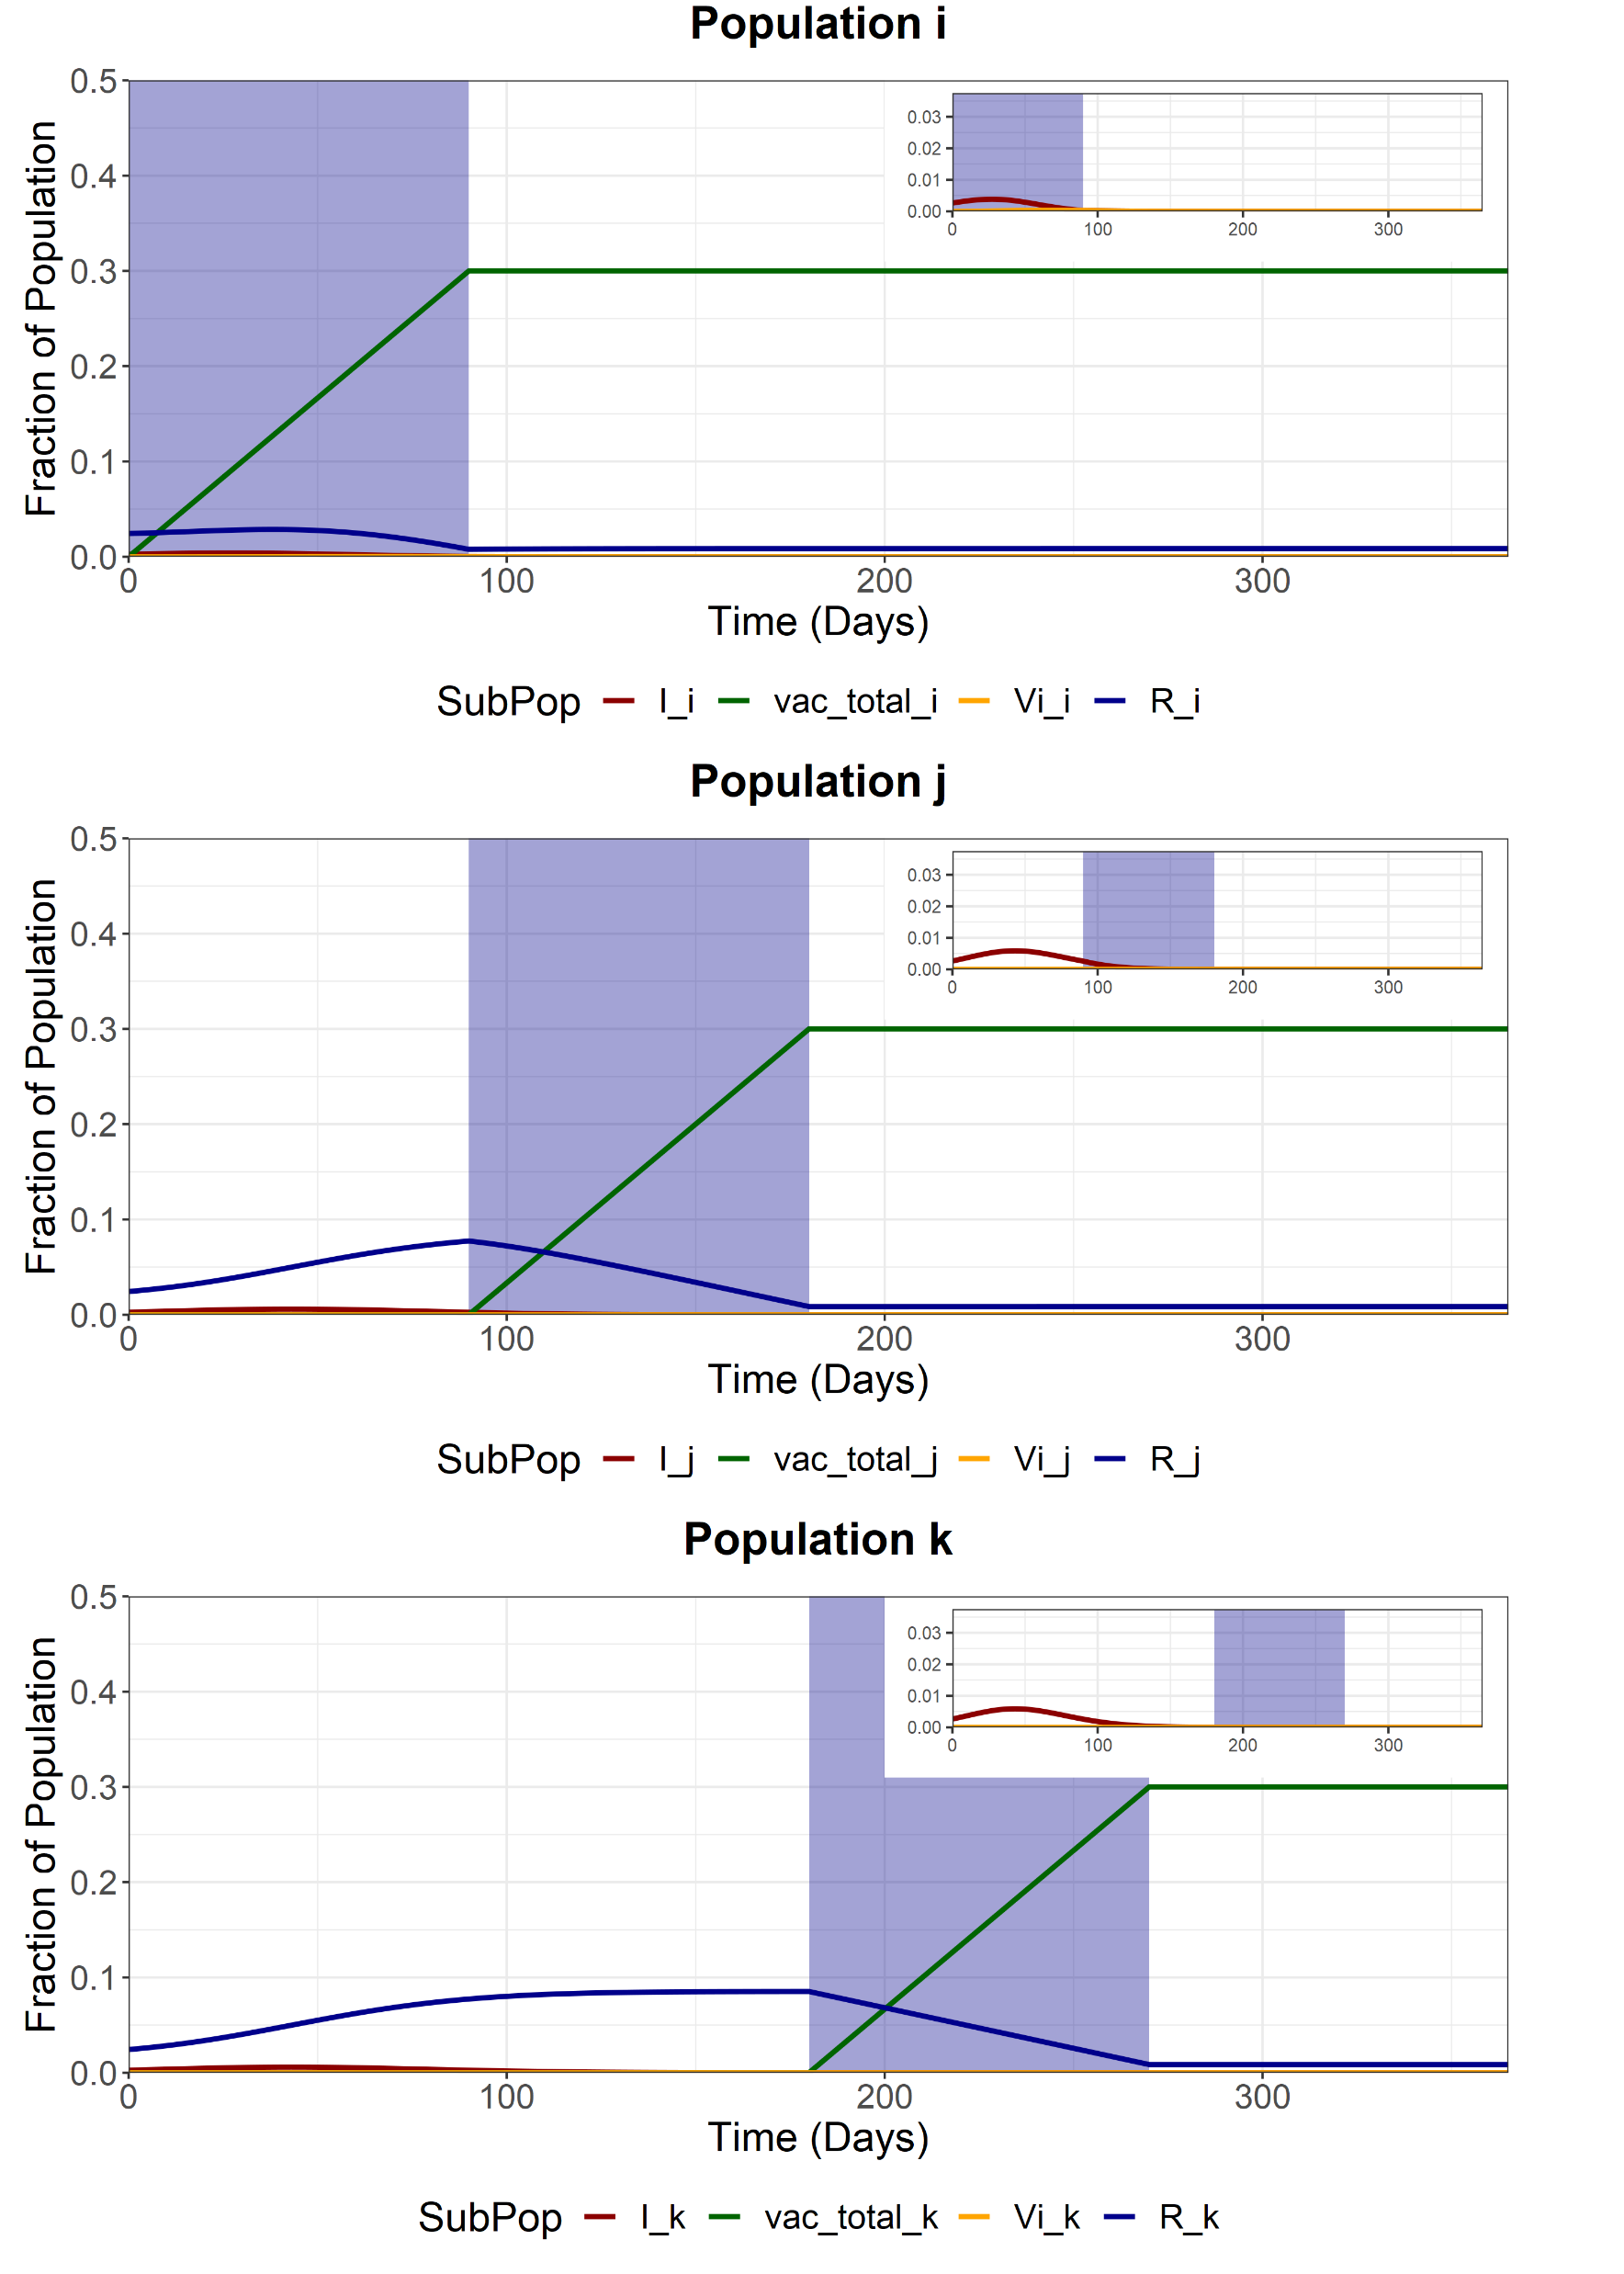 Population i
Fraction of Population
0.5
0.4
0.3
0.2
0.1
0.0
0.03
0.02
0.01
0.00
0 100 200 300
0 100 200 300
Time (Days)
SubPop I_i vac_total_i Vi_i R_i
Population j
Fraction of Population
0.5
0.4
0.3
0.2
0.1
0.0
0.03
0.02
0.01
0.00
0 100 200 300
0 100 200 300
Time (Days)
SubPop I_j vac_total_j Vi_j R_j
Population k
Fraction of Population
0.5
0.4
0.3
0.2
0.1
0.0
0.03
0.02
0.01
0.00
0 100 200 300
0 100 200 300
Time (Days)
SubPop I_k vac_total_k Vi_k R_k